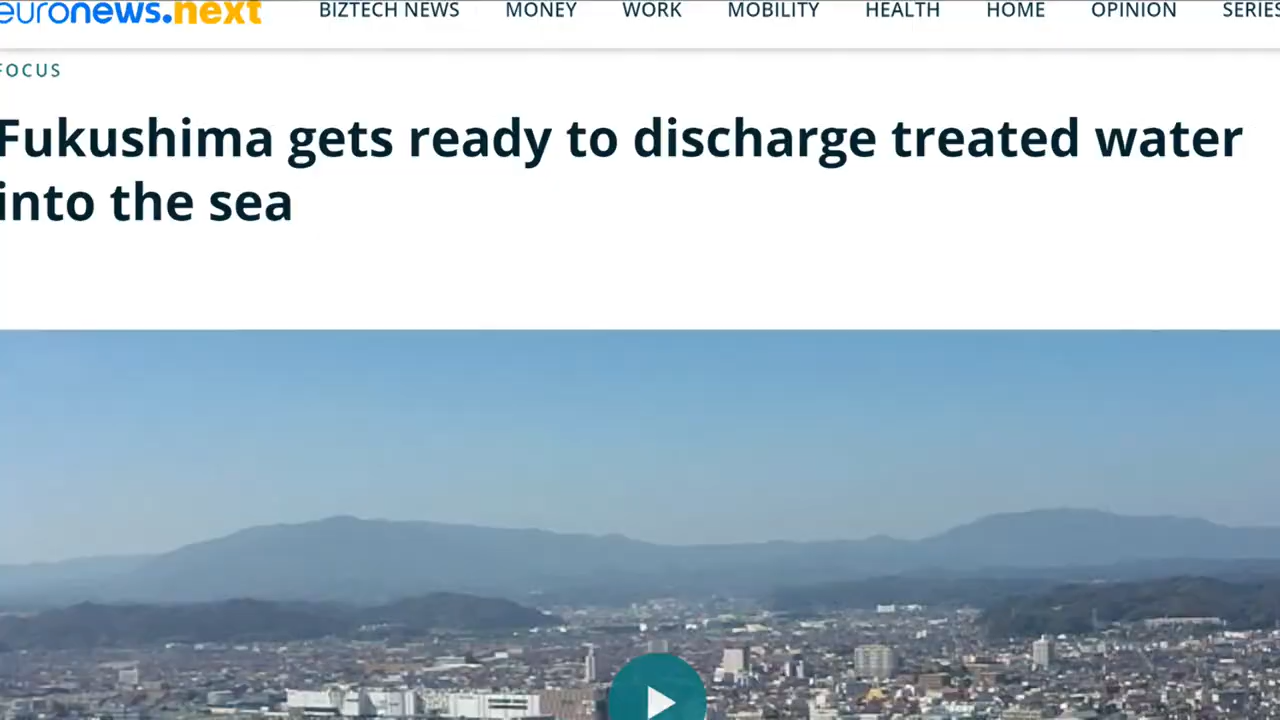 euronews.next BIZTECH NEWS MONEY WORK MOBILITY HEALTH HOME OPINION SERIES
FOCUS
Fukushima gets ready to discharge treated water
into the sea